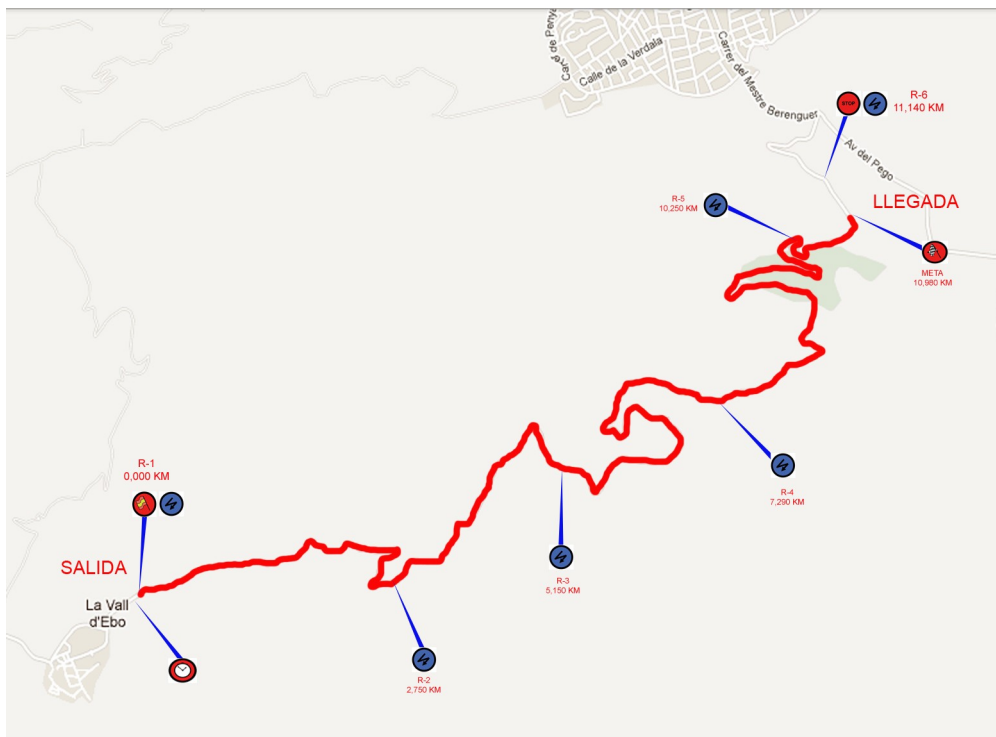 Calle de la Verdala
Carrer del Mestre Berenguer
Av del Pego
R-6
11,140 KM
STOP
R-5
10,250 KM
LLEGADA
META
10,980 KM
R-1
0,000 KM
R-4
7,290 KM
SALIDA
R-3
5,150 KM
La Vall
d'Ebo
R-2
2,750 KM